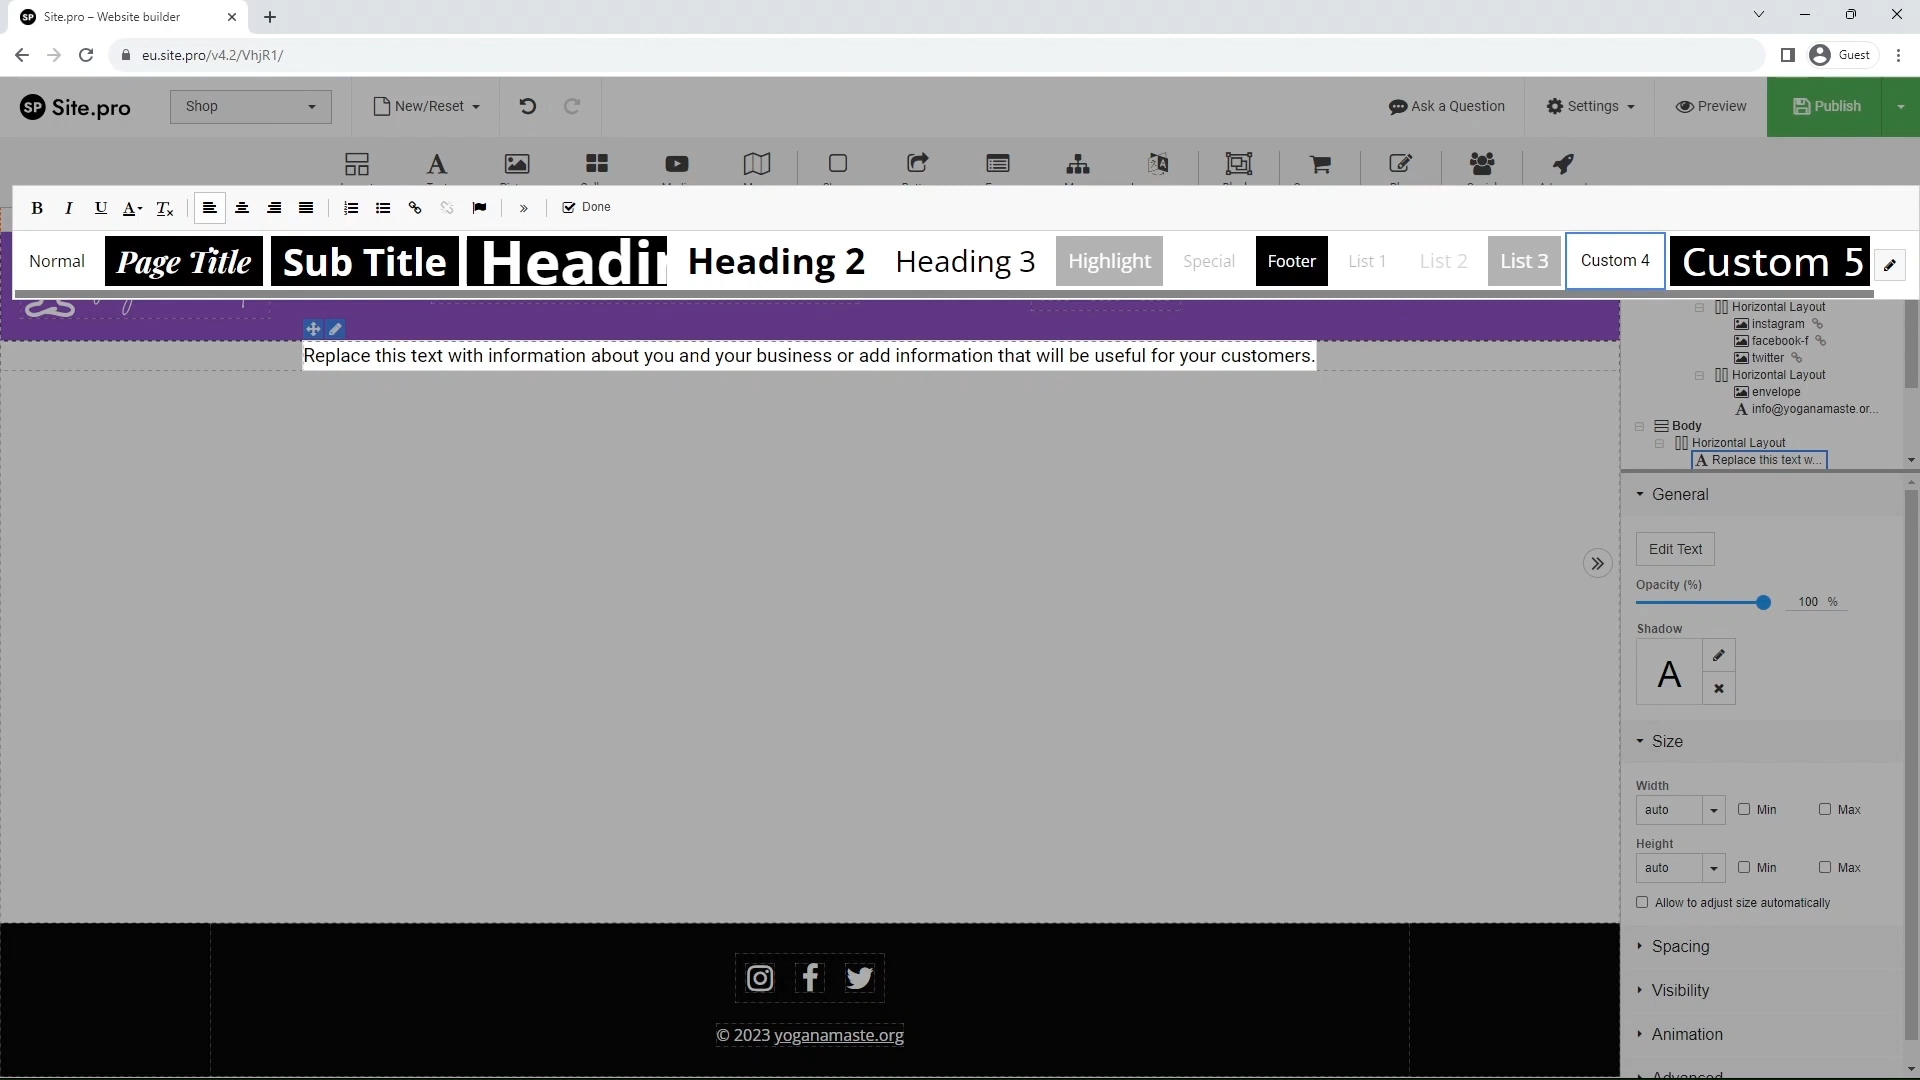 Site.pro – Website builder
eu.site.pro/v4.2/VhjR1/
Guest
SP Site.pro
Shop
New/Reset
Ask a Question
Settings
Preview
Publish
B I U A Tx
Done
Normal
Page Title
Sub Title
Headin
Heading 2
Heading 3
Highlight
Special
Footer
List 1
List 2
List 3
Custom 4
Custom 5
Replace this text with information about you and your business or add information that will be useful for your customers.
Horizontal Layout
instagram
facebook-f
twitter
Horizontal Layout
envelope
A info@yoganamaste.or...
Body
Horizontal Layout
A Replace this text w...
General
Edit Text
Opacity (%)
100 %
Shadow
A
Size
Width
auto
Min
Max
Height
auto
Min
Max
Allow to adjust size automatically
Spacing
Visibility
Animation
Advanced
© 2023 yoganamaste.org